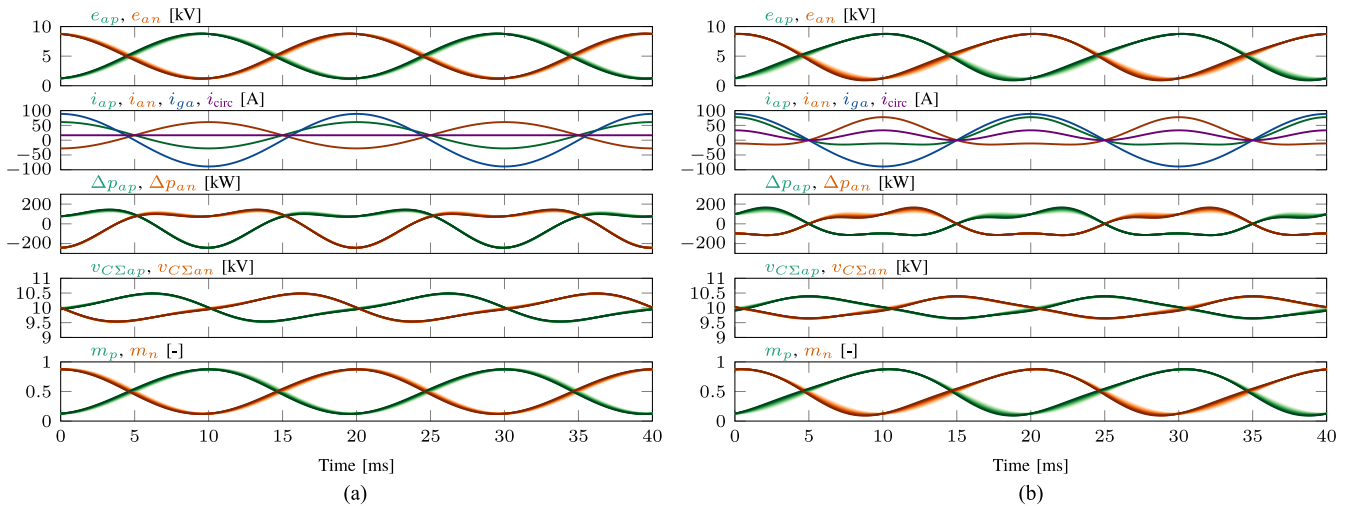 e_ap, e_an [kV]
10
5
0
i_ap, i_an, i_ga, i_circ [A]
100
50
−50
−100
Δp_ap, Δp_an [kW]
200
0
−200
v_CΣap, v_CΣan [kV]
11
10.5
10
9.5
9
m_p, m_n [-]
1
0.5
0
0 5 10 15 20 25 30 35 40
Time [ms]
(a)
e_ap, e_an [kV]
10
5
0
i_ap, i_an, i_ga, i_circ [A]
100
50
0
−50
−100
Δp_ap, Δp_an [kW]
200
0
−200
v_CΣap, v_CΣan [kV]
11
10.5
10
9.5
9
m_p, m_n [-]
1
0.5
0
0 5 10 15 20 25 30 35 40
Time [ms]
(b)